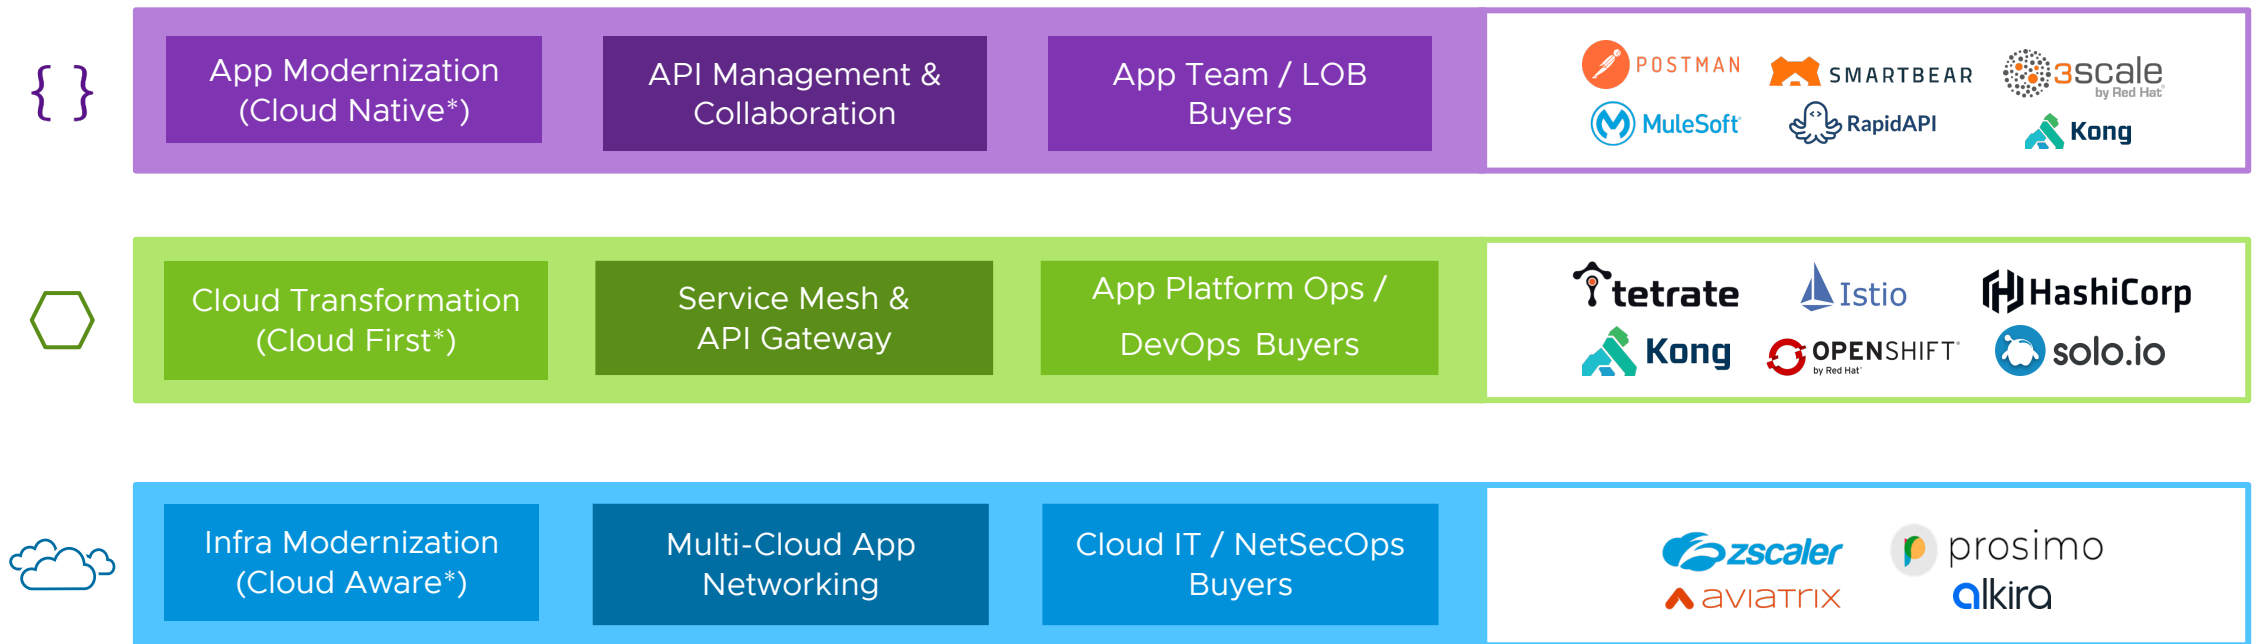 { }
App Modernization
(Cloud Native*)
API Management &
Collaboration
App Team / LOB
Buyers
POSTMAN
SMARTBEAR
3scale
by Red Hat
MuleSoft
RapidAPI
Kong
Cloud Transformation
(Cloud First*)
Service Mesh &
API Gateway
App Platform Ops /
DevOps Buyers
tetrate
Istio
HashiCorp
Kong
OPENSHIFT
by Red Hat
solo.io
Infra Modernization
(Cloud Aware*)
Multi-Cloud App
Networking
Cloud IT / NetSecOps
Buyers
zscaler
prosimo
aviatrix
alkira